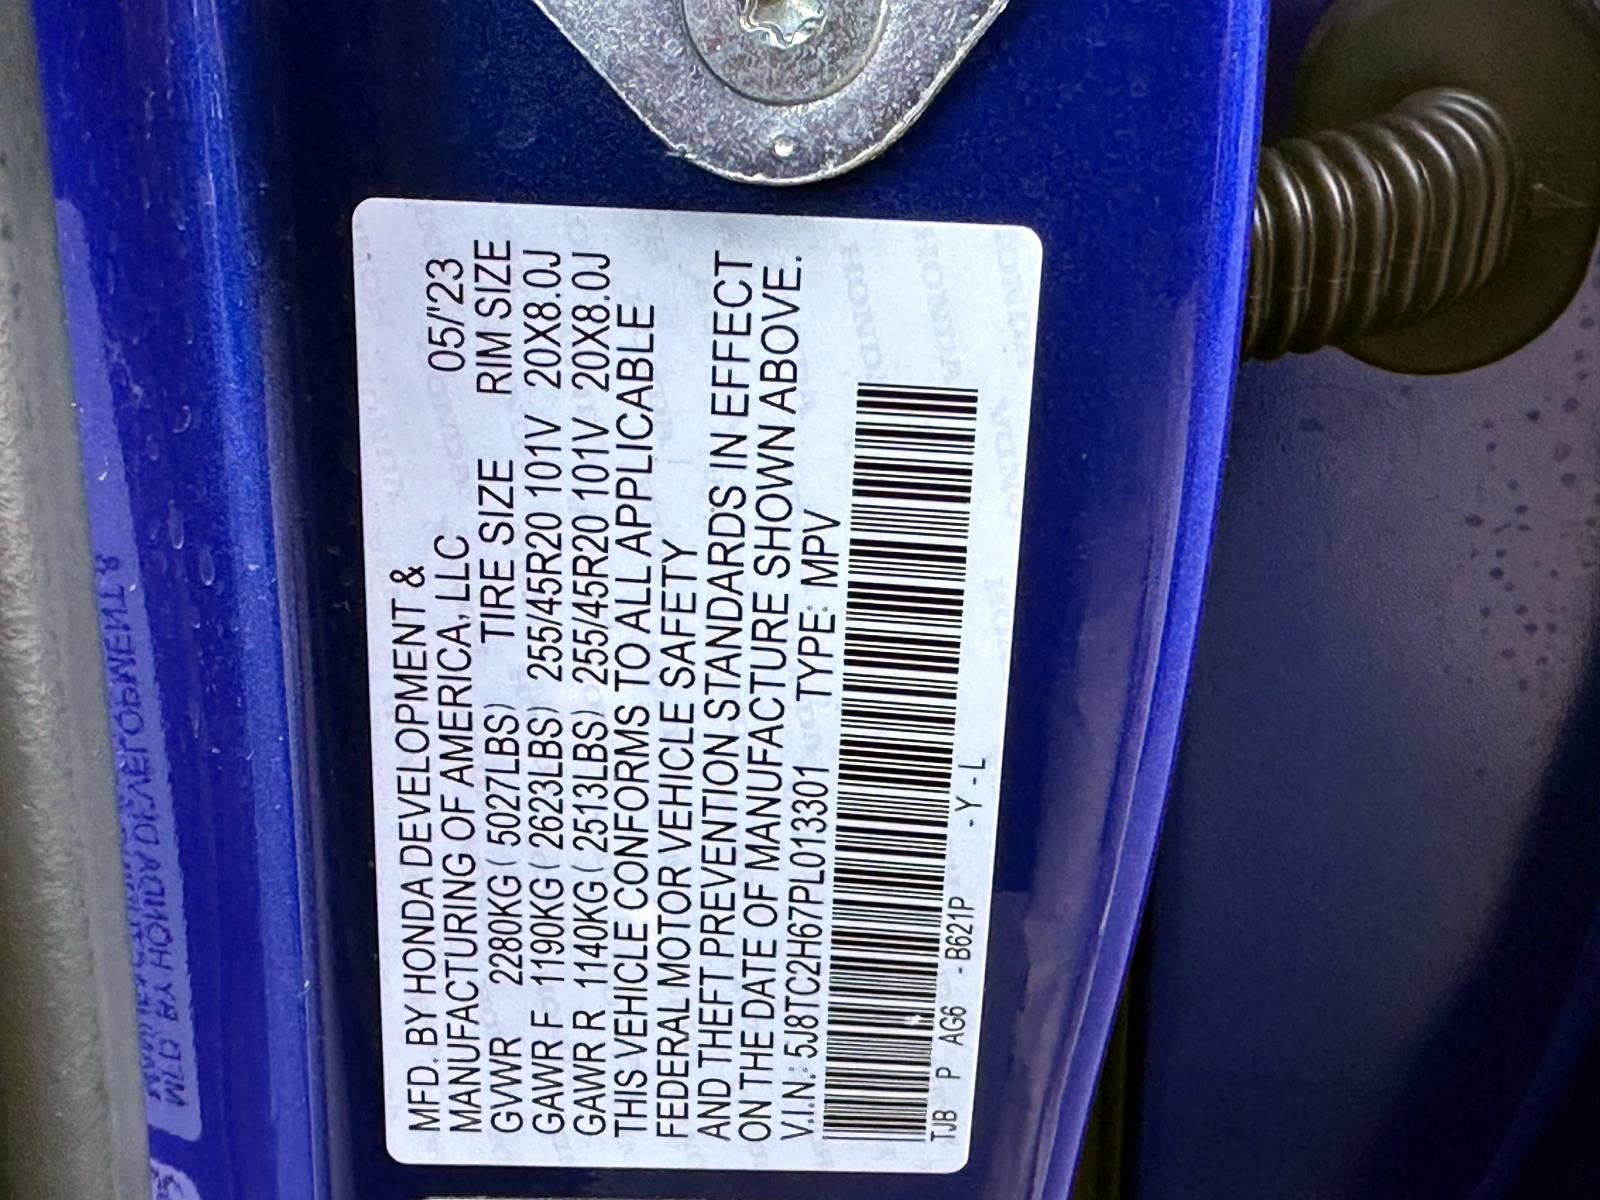 MFD. BY HONDA DEVELOPMENT &
MANUFACTURING OF AMERICA, LLC 05/'23
GVWR 2280KG ( 5027LBS) TIRE SIZE RIM SIZE
GAWR F 1190KG ( 2623LBS) 255/45R20 101V 20X8.0J
GAWR R 1140KG ( 2513LBS) 255/45R20 101V 20X8.0J
THIS VEHICLE CONFORMS TO ALL APPLICABLE
FEDERAL MOTOR VEHICLE SAFETY
AND THEFT PREVENTION STANDARDS IN EFFECT
ON THE DATE OF MANUFACTURE SHOWN ABOVE.
V.I.N.: 5J8TC2H67PL013301 TYPE: MPV
TJB P AG6 - B621P - Y - L